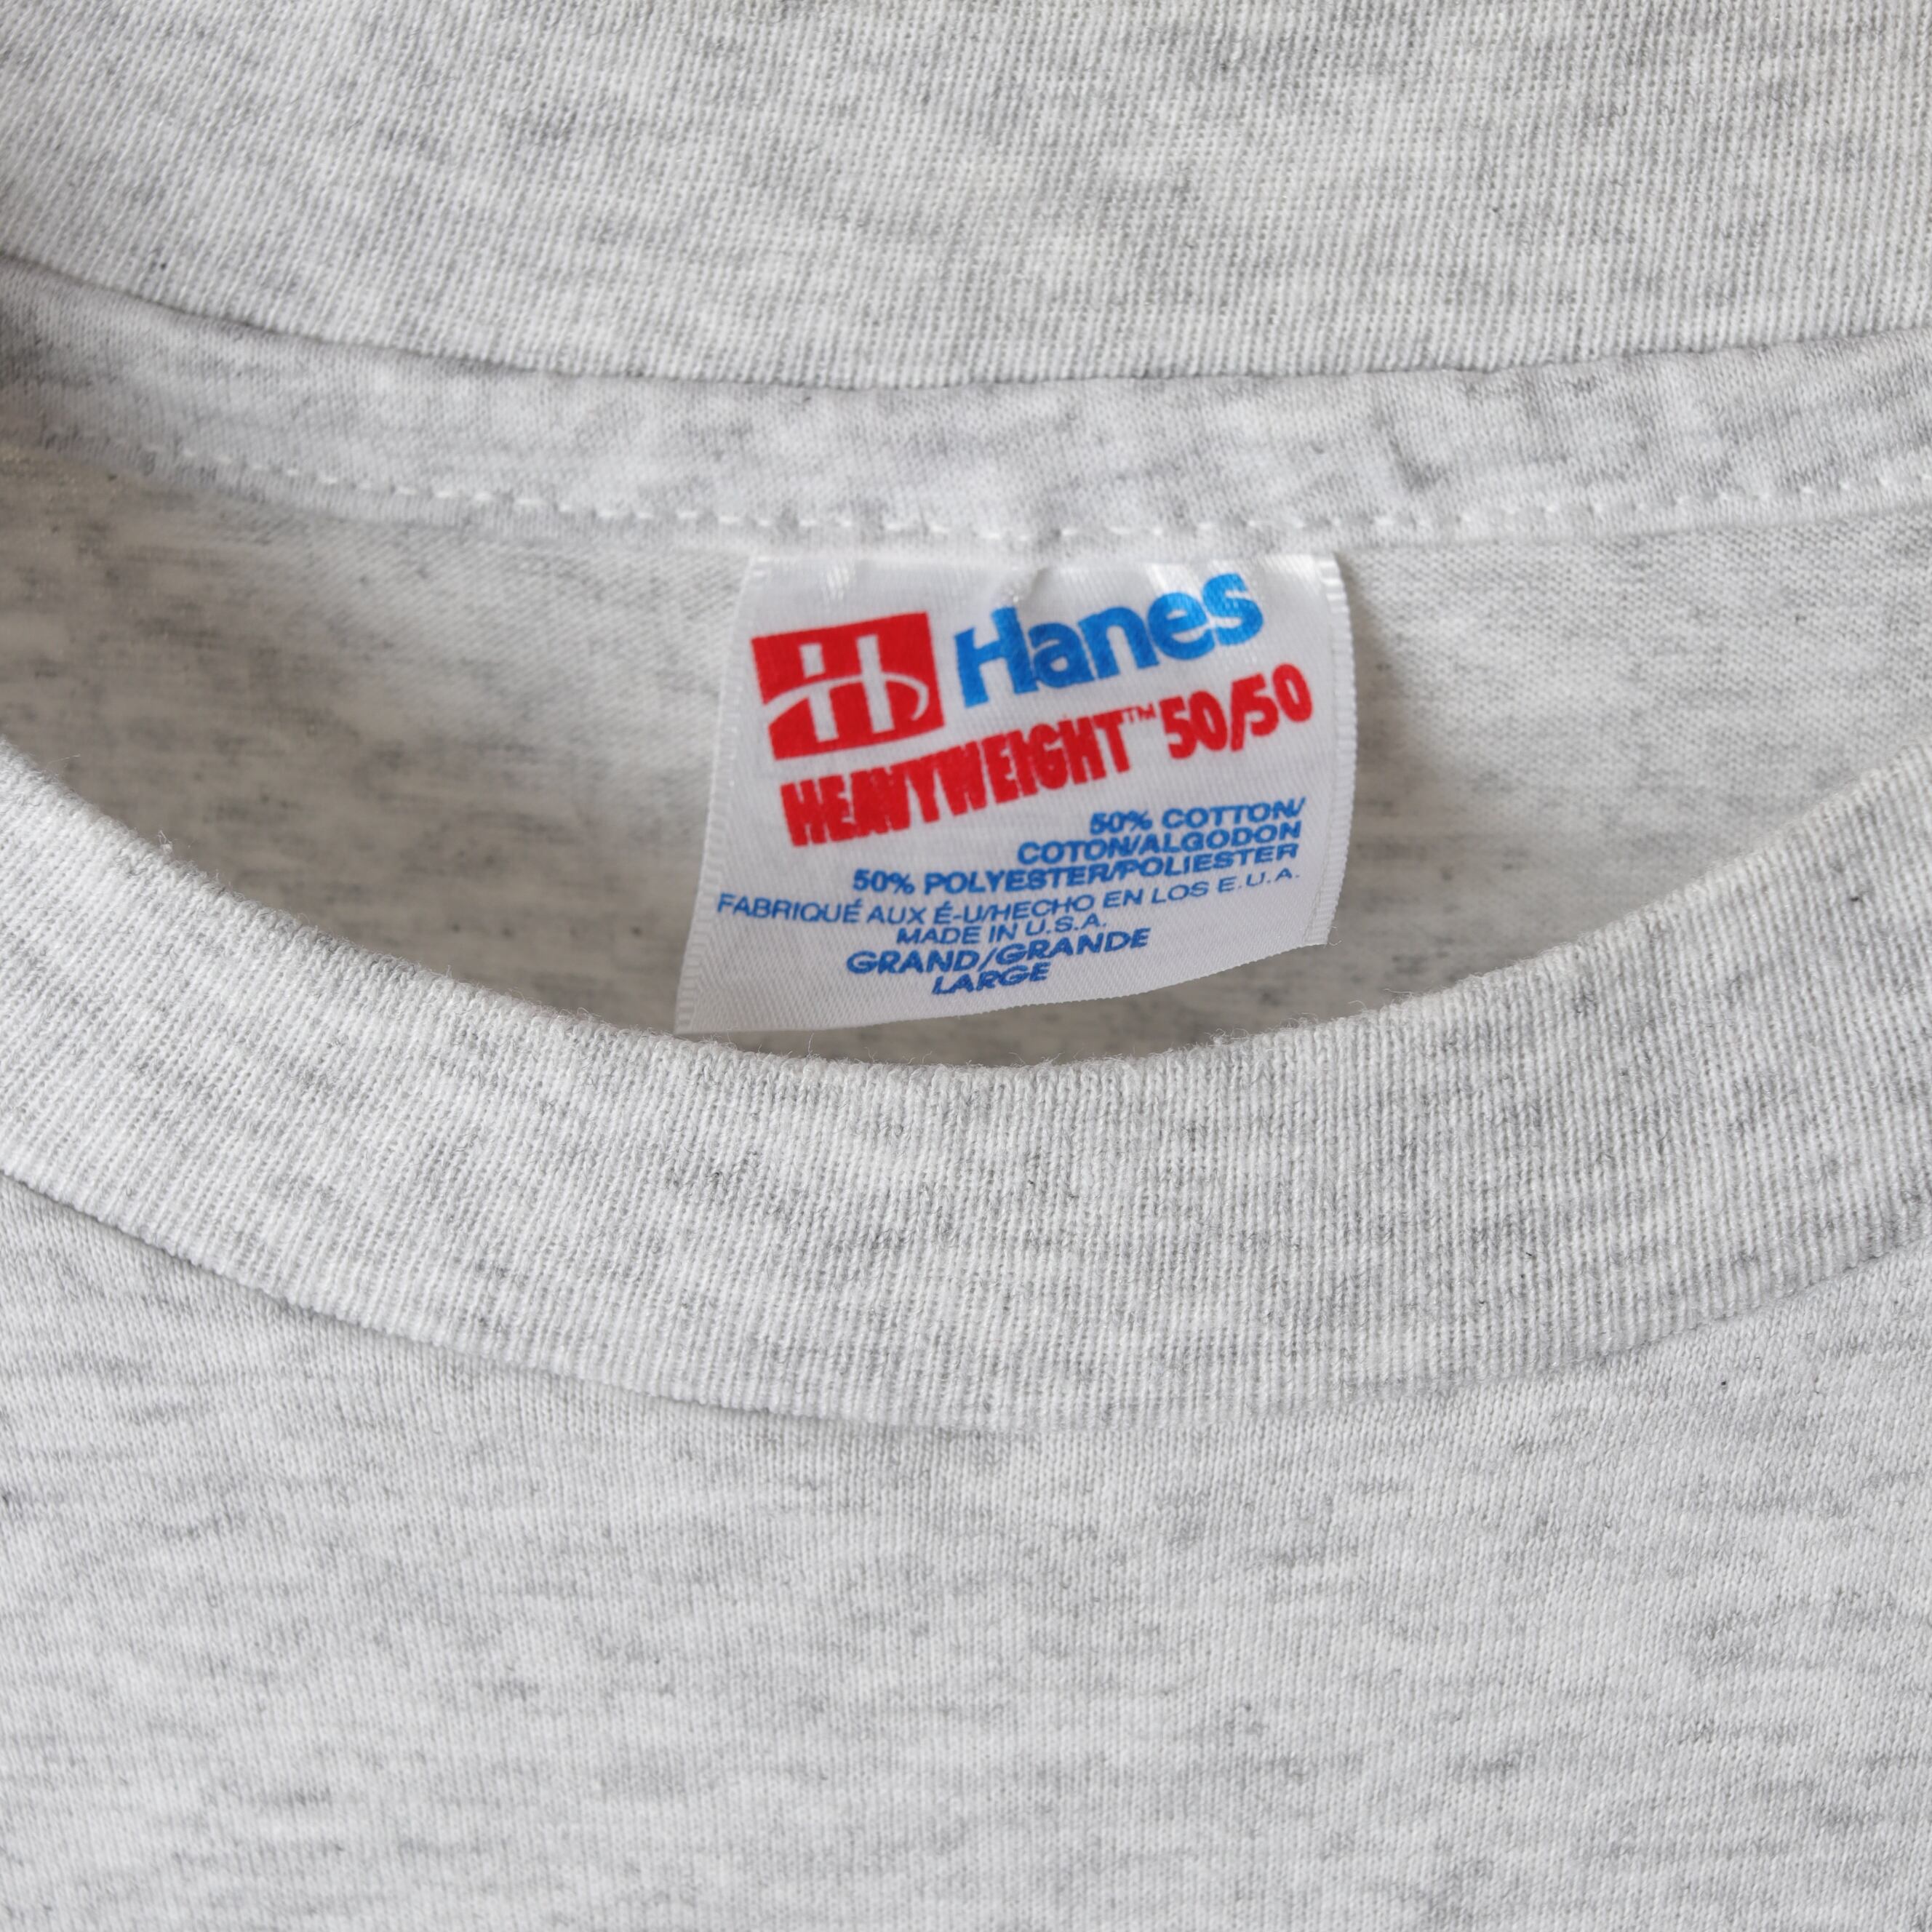 H Hanes
HEAVYWEIGHT™ 50/50
50% COTTON/
COTON/ALGODON
50% POLYESTER/POLIESTER
FABRIQUÉ AUX É-U/HECHO EN LOS E.U.A.
MADE IN U.S.A.
GRAND/GRANDE
LARGE